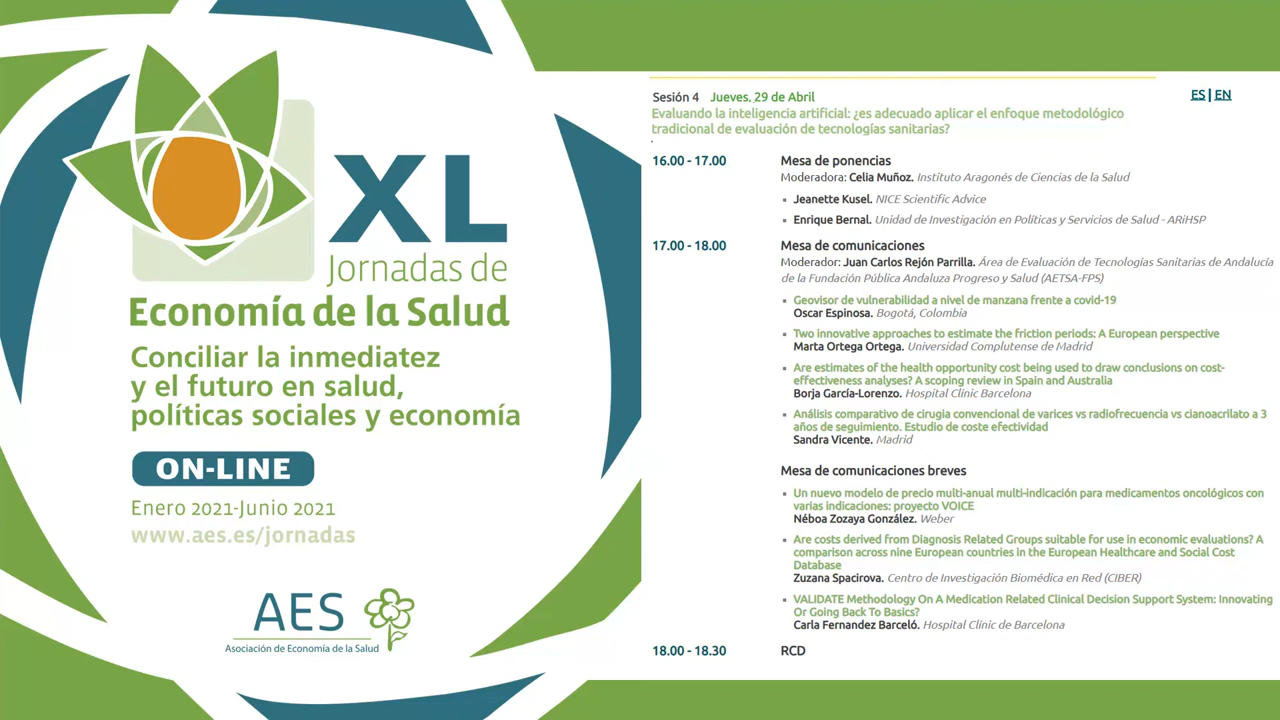 XL
Jornadas de
Economía de la Salud
Conciliar la inmediatez
y el futuro en salud,
políticas sociales y economía
ON-LINE
Enero 2021-Junio 2021
www.aes.es/jornadas
AES
Asociación de Economía de la Salud
ES | EN
Sesión 4 Jueves, 29 de Abril
Evaluando la inteligencia artificial: ¿es adecuado aplicar el enfoque metodológico
tradicional de evaluación de tecnologías sanitarias?
16.00 - 17.00 Mesa de ponencias
Moderadora: Celia Muñoz. Instituto Aragonés de Ciencias de la Salud
Jeanette Kusel. NICE Scientific Advice
Enrique Bernal. Unidad de Investigación en Políticas y Servicios de Salud - ARiHSP
17.00 - 18.00 Mesa de comunicaciones
Moderador: Juan Carlos Rejón Parrilla. Área de Evaluación de Tecnologías Sanitarias de Andalucía
de la Fundación Pública Andaluza Progreso y Salud (AETSA-FPS)
Geovisor de vulnerabilidad a nivel de manzana frente a covid-19
Oscar Espinosa. Bogotá, Colombia
Two innovative approaches to estimate the friction periods: A European perspective
Marta Ortega Ortega. Universidad Complutense de Madrid
Are estimates of the health opportunity cost being used to draw conclusions on cost-
effectiveness analyses? A scoping review in Spain and Australia
Borja García-Lorenzo. Hospital Clínic Barcelona
Análisis comparativo de cirugia convencional de varices vs radiofrecuencia vs cianoacrilato a 3
años de seguimiento. Estudio de coste efectividad
Sandra Vicente. Madrid
Mesa de comunicaciones breves
Un nuevo modelo de precio multi-anual multi-indicación para medicamentos oncológicos con
varias indicaciones: proyecto VOICE
Néboa Zozaya González. Weber
Are costs derived from Diagnosis Related Groups suitable for use in economic evaluations? A
comparison across nine European countries in the European Healthcare and Social Cost
Database
Zuzana Spacirova. Centro de Investigación Biomédica en Red (CIBER)
VALIDATE Methodology On A Medication Related Clinical Decision Support System: Innovating
Or Going Back To Basics?
Carla Fernandez Barceló. Hospital Clínic de Barcelona
18.00 - 18.30 RCD